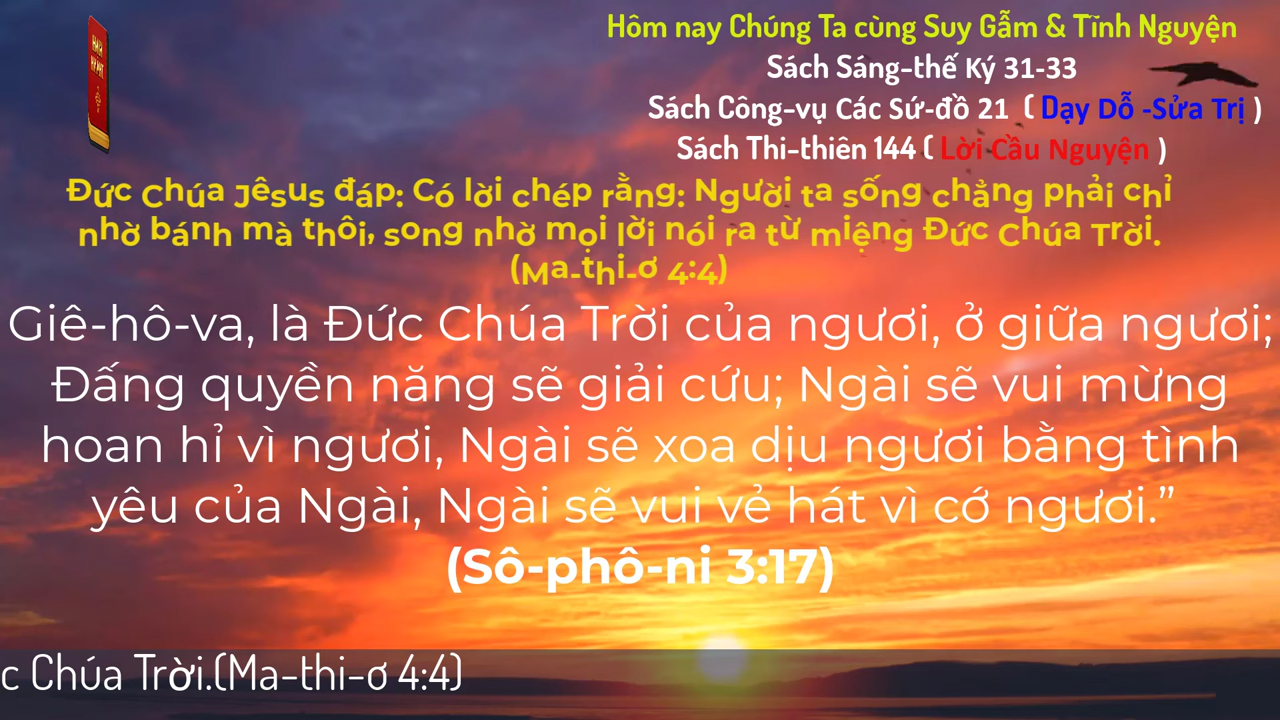 Hôm nay Chúng Ta cùng Suy Gẫm & Tĩnh Nguyện
Sách Sáng-thế Ký 31-33
Sách Công-vụ Các Sứ-đồ 21 ( Dạy Dỗ -Sửa Trị )
Sách Thi-thiên 144 ( Lời Cầu Nguyện )
Đức Chúa Jêsus đáp: Có lời chép rằng: Người ta sống chẳng phải chỉ
nhờ bánh mà thôi, song nhờ mọi lời nói ra từ miệng Đức Chúa Trời.
(Ma-thi-ơ 4:4)
Giê-hô-va, là Đức Chúa Trời của ngươi, ở giữa ngươi;
Đấng quyền năng sẽ giải cứu; Ngài sẽ vui mừng
hoan hỉ vì ngươi, Ngài sẽ xoa dịu ngươi bằng tình
yêu của Ngài, Ngài sẽ vui vẻ hát vì cớ ngươi.”
(Sô-phô-ni 3:17)
c Chúa Trời.(Ma-thi-ơ 4:4)